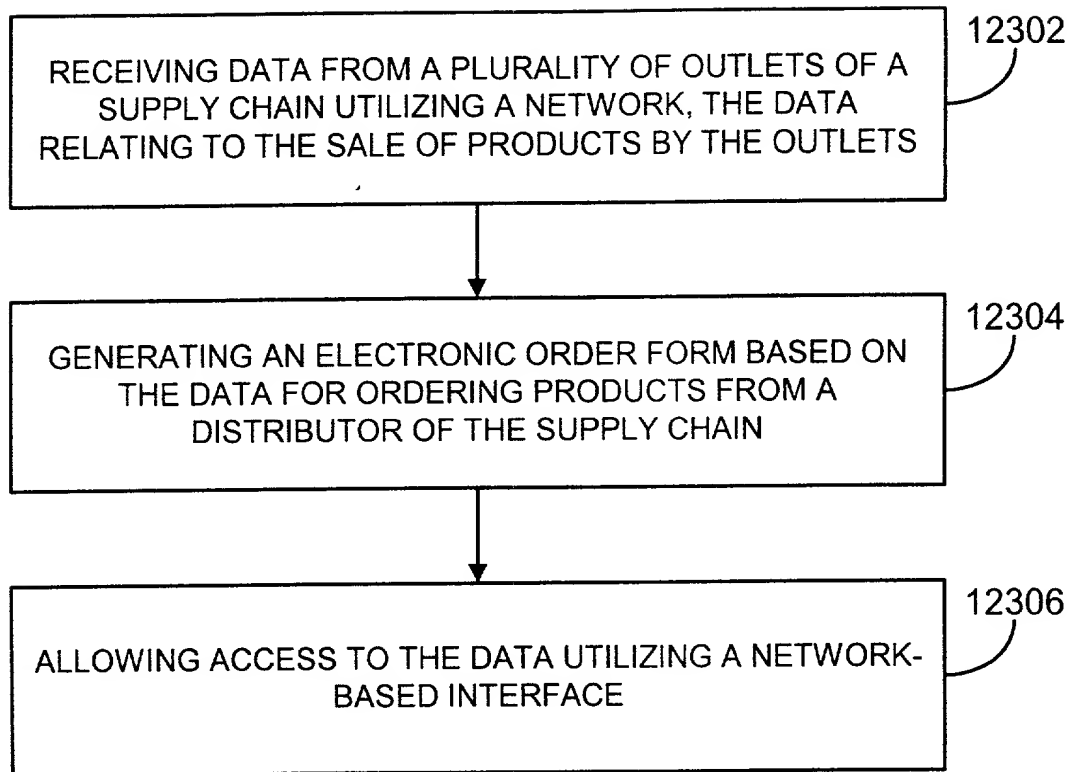 12302
RECEIVING DATA FROM A PLURALITY OF OUTLETS OF A
SUPPLY CHAIN UTILIZING A NETWORK, THE DATA
RELATING TO THE SALE OF PRODUCTS BY THE OUTLETS
12304
GENERATING AN ELECTRONIC ORDER FORM BASED ON
THE DATA FOR ORDERING PRODUCTS FROM A
DISTRIBUTOR OF THE SUPPLY CHAIN
12306
ALLOWING ACCESS TO THE DATA UTILIZING A NETWORK-
BASED INTERFACE